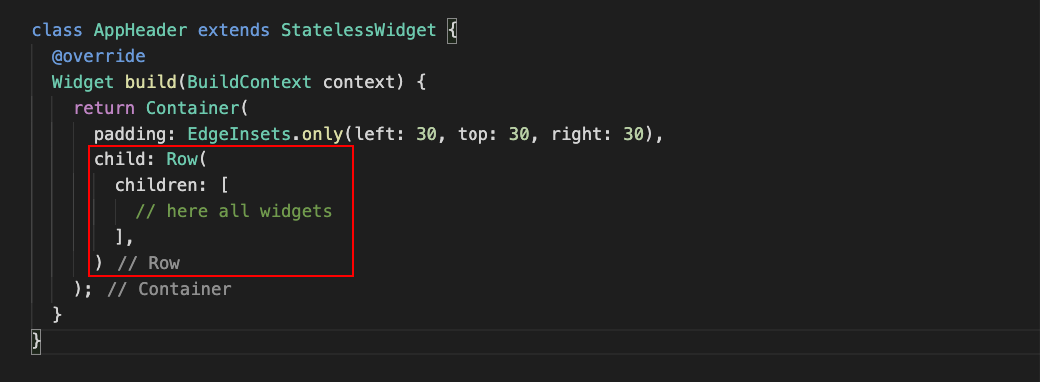 class AppHeader extends StatelessWidget {
  @override
  Widget build(BuildContext context) {
    return Container(
      padding: EdgeInsets.only(left: 30, top: 30, right: 30),
      child: Row(
        children: [
          // here all widgets
        ],
      ) // Row
    ); // Container
  }
}